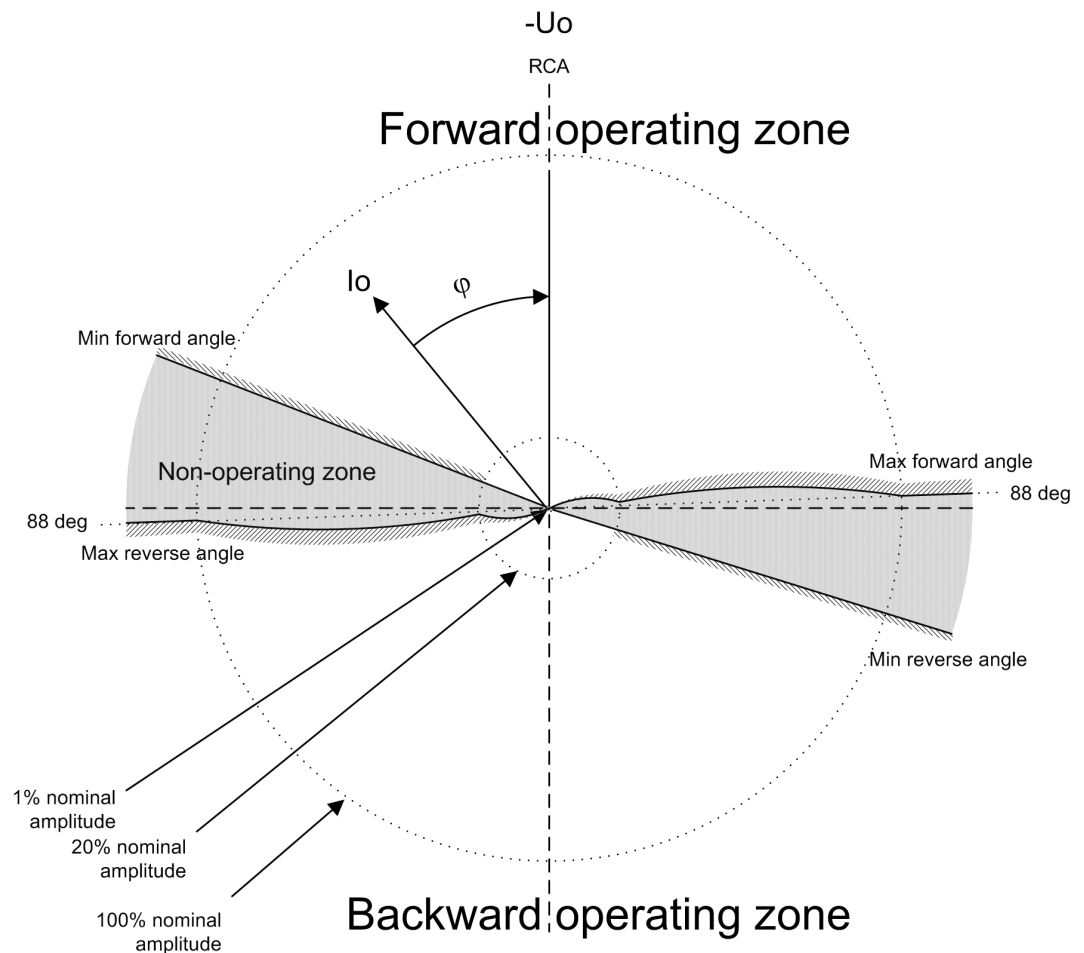 -Uo
RCA
Forward operating zone
Io
φ
Min forward angle
Non-operating zone
Max forward angle
88 deg
88 deg
Max reverse angle
Min reverse angle
1% nominal
amplitude
20% nominal
amplitude
100% nominal
amplitude
Backward operating zone